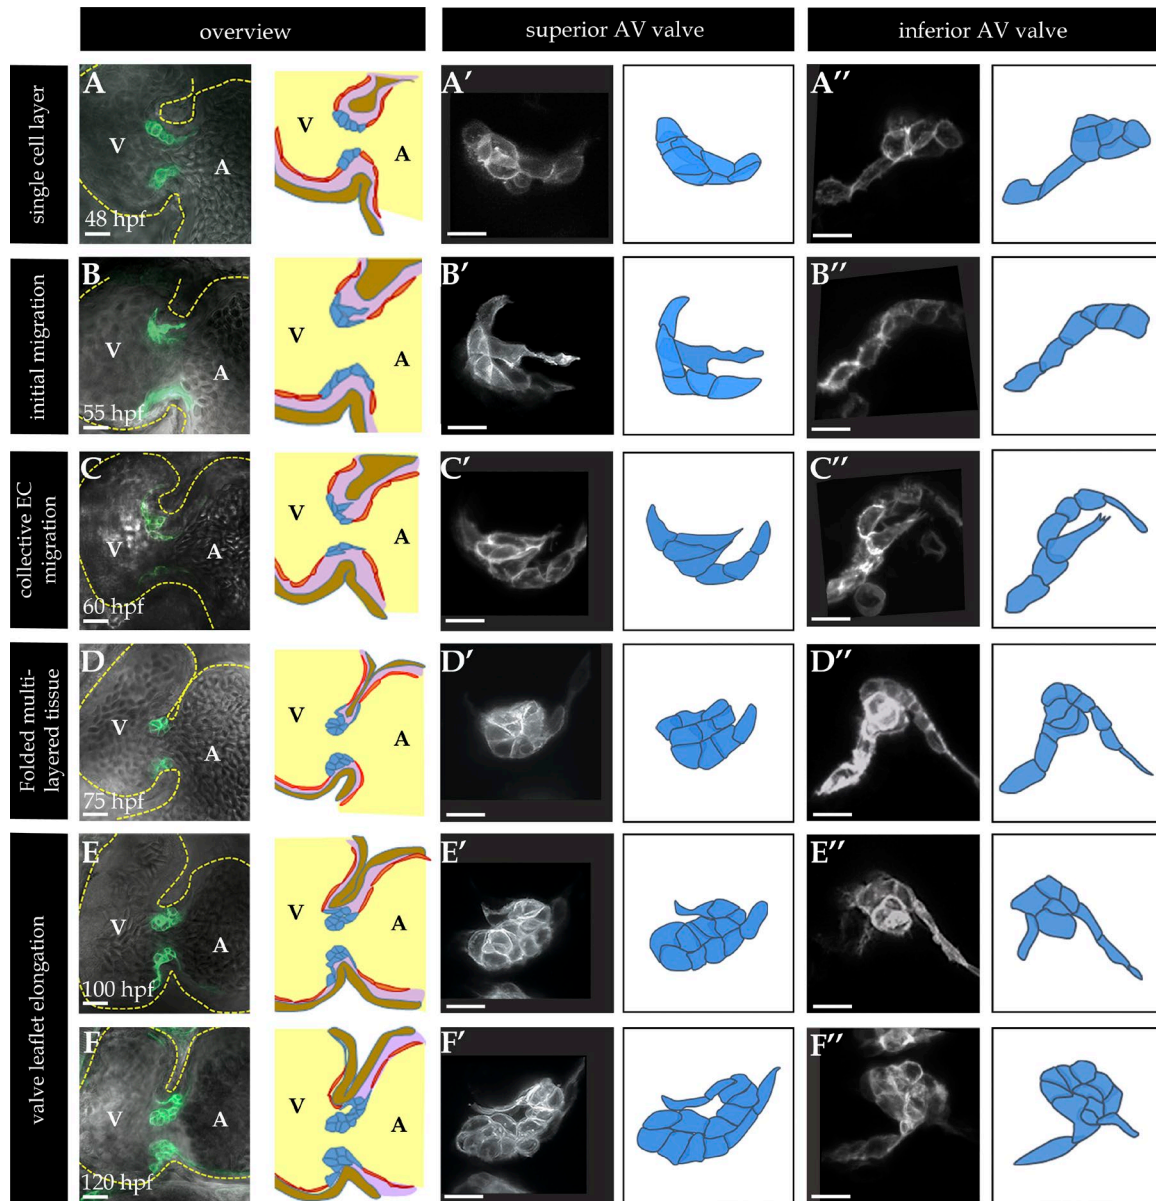 overview
superior AV valve
inferior AV valve
single cell layer
A
V
A
48 hpf
V
A
A′
A″
initial migration
B
V
A
55 hpf
V
A
B′
B″
collective EC
migration
C
V
A
60 hpf
V
A
C′
C″
Folded multi-
layered tissue
D
V
A
75 hpf
V
A
D′
D″
valve leaflet elongation
E
V
A
100 hpf
V
A
E′
E″
F
V
A
120 hpf
V
A
F′
F″